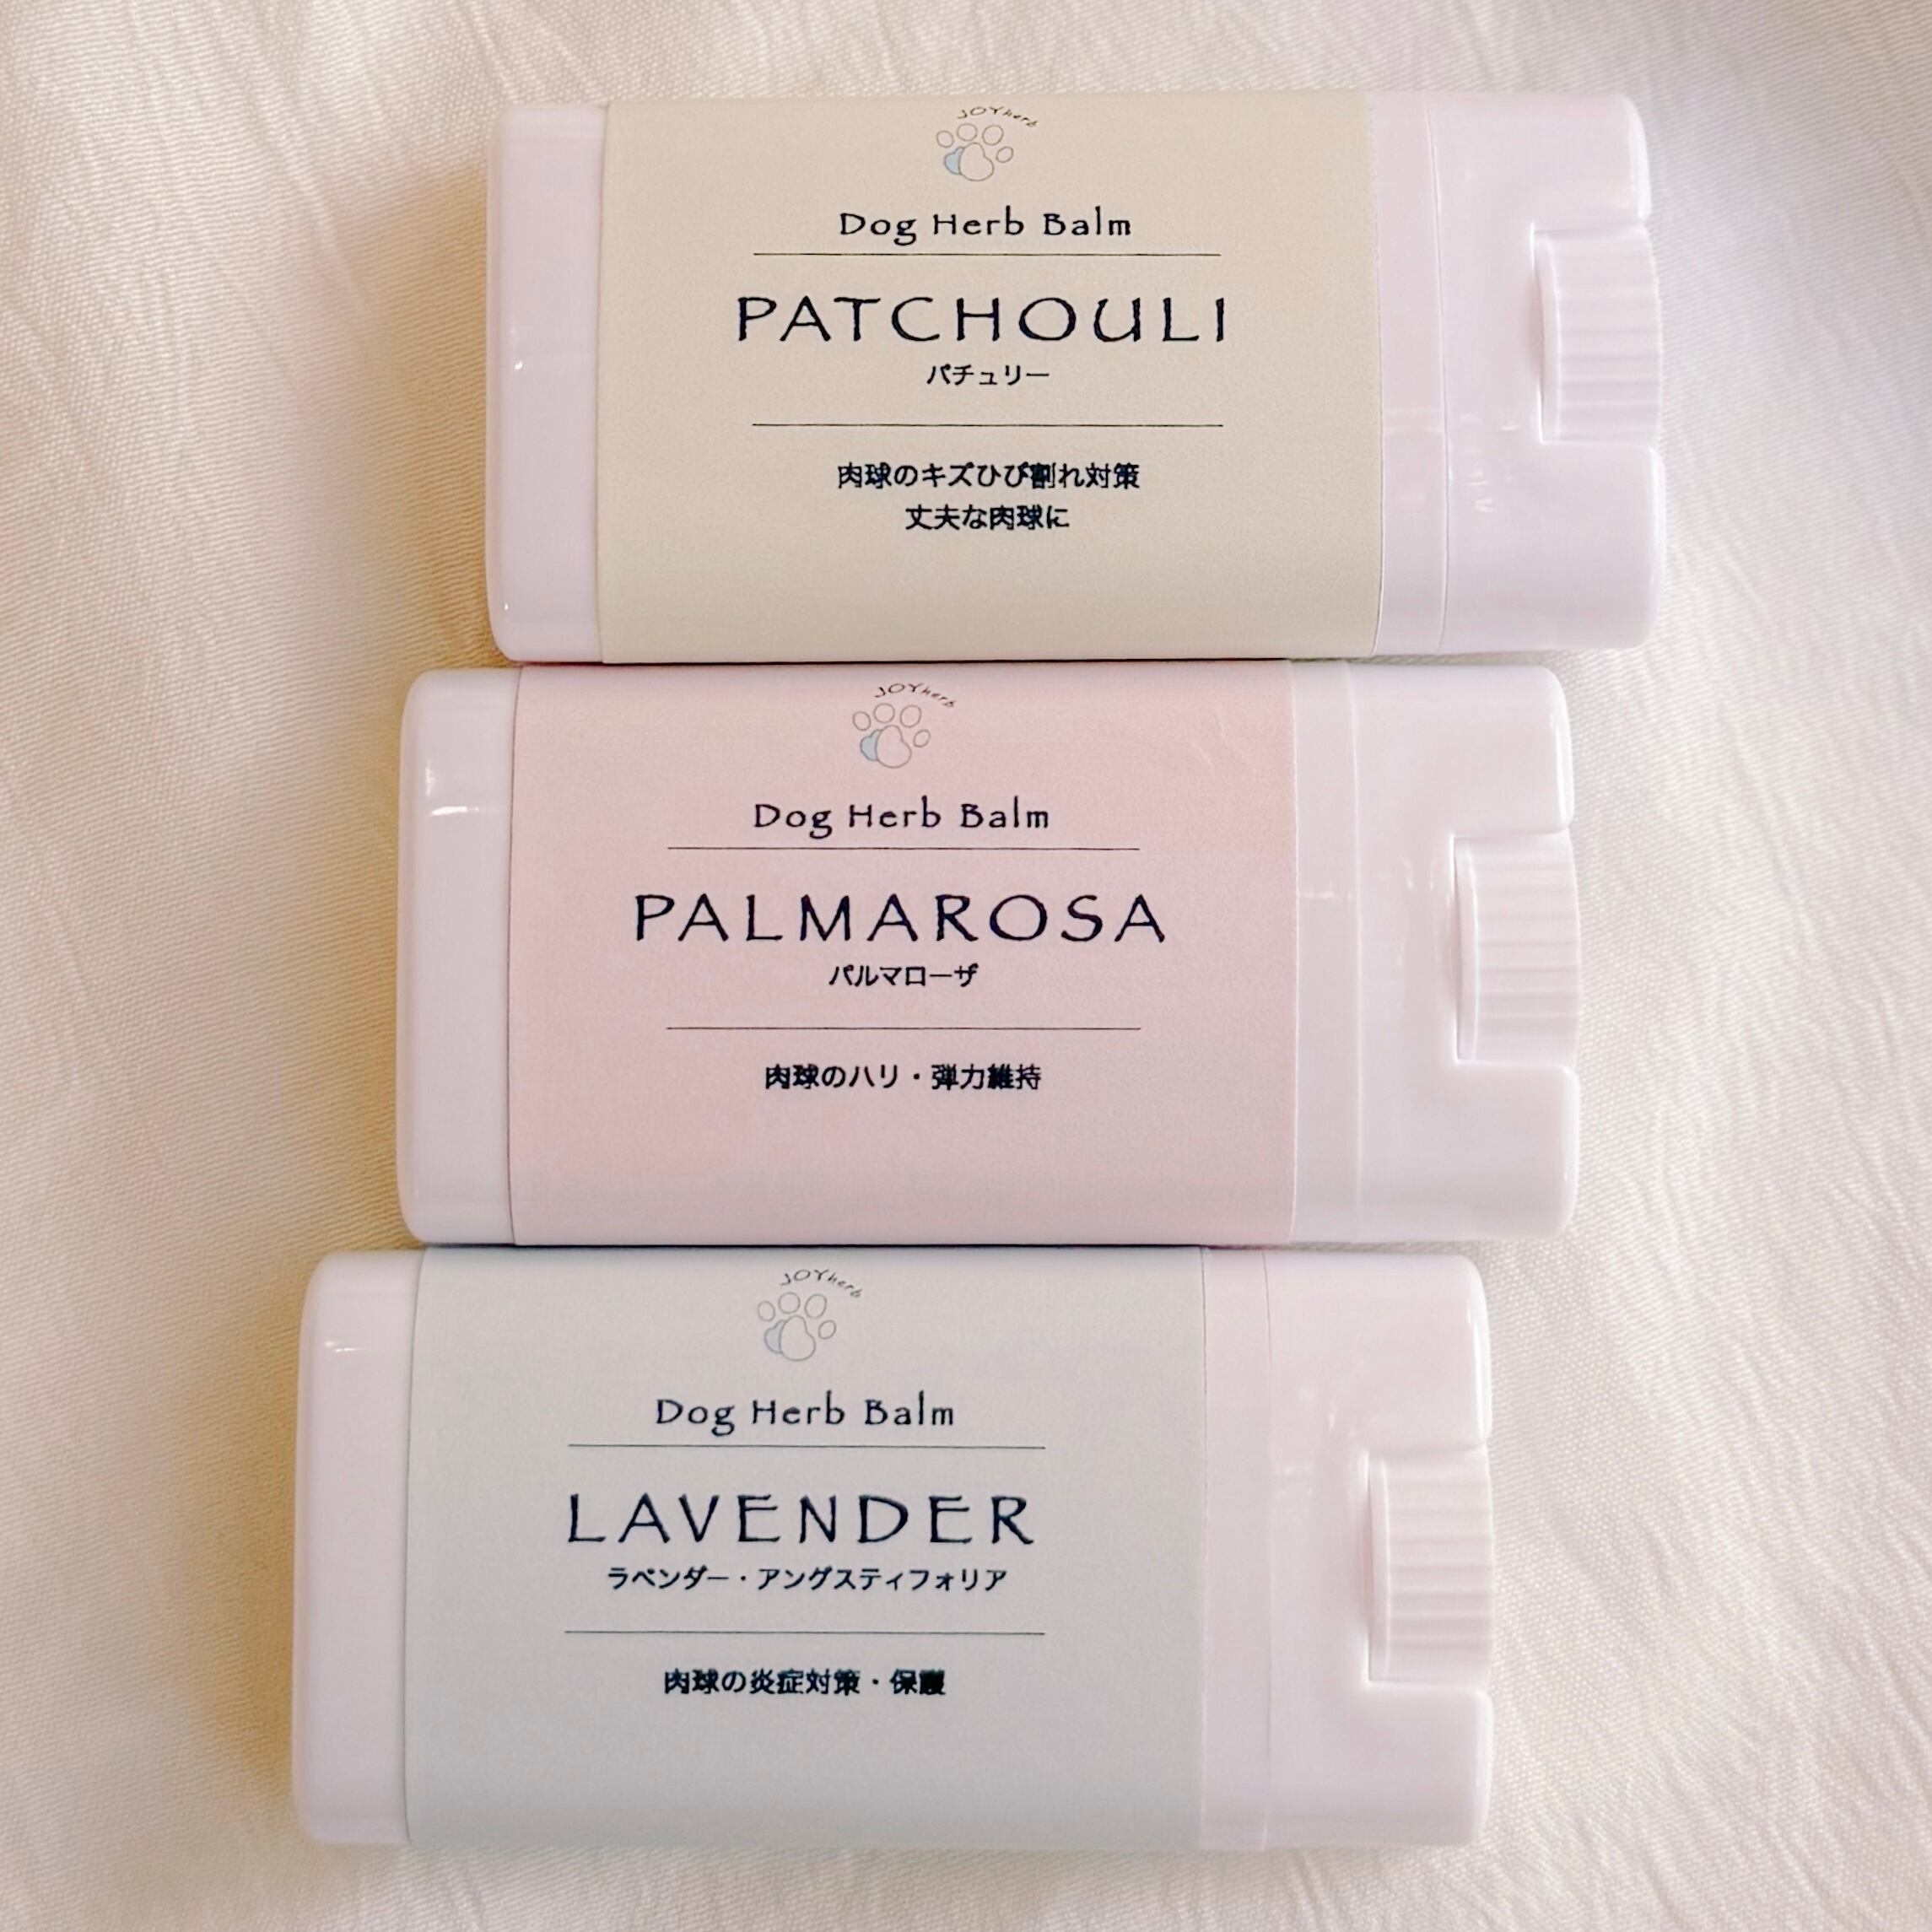 JOYherb
Dog Herb Balm
PATCHOULI
パチュリー
肉球のキズひび割れ対策
丈夫な肉球に
JOYherb
Dog Herb Balm
PALMAROSA
パルマローザ
肉球のハリ・弾力維持
JOYherb
Dog Herb Balm
LAVENDER
ラベンダー・アングスティフォリア
肉球の炎症対策・保護